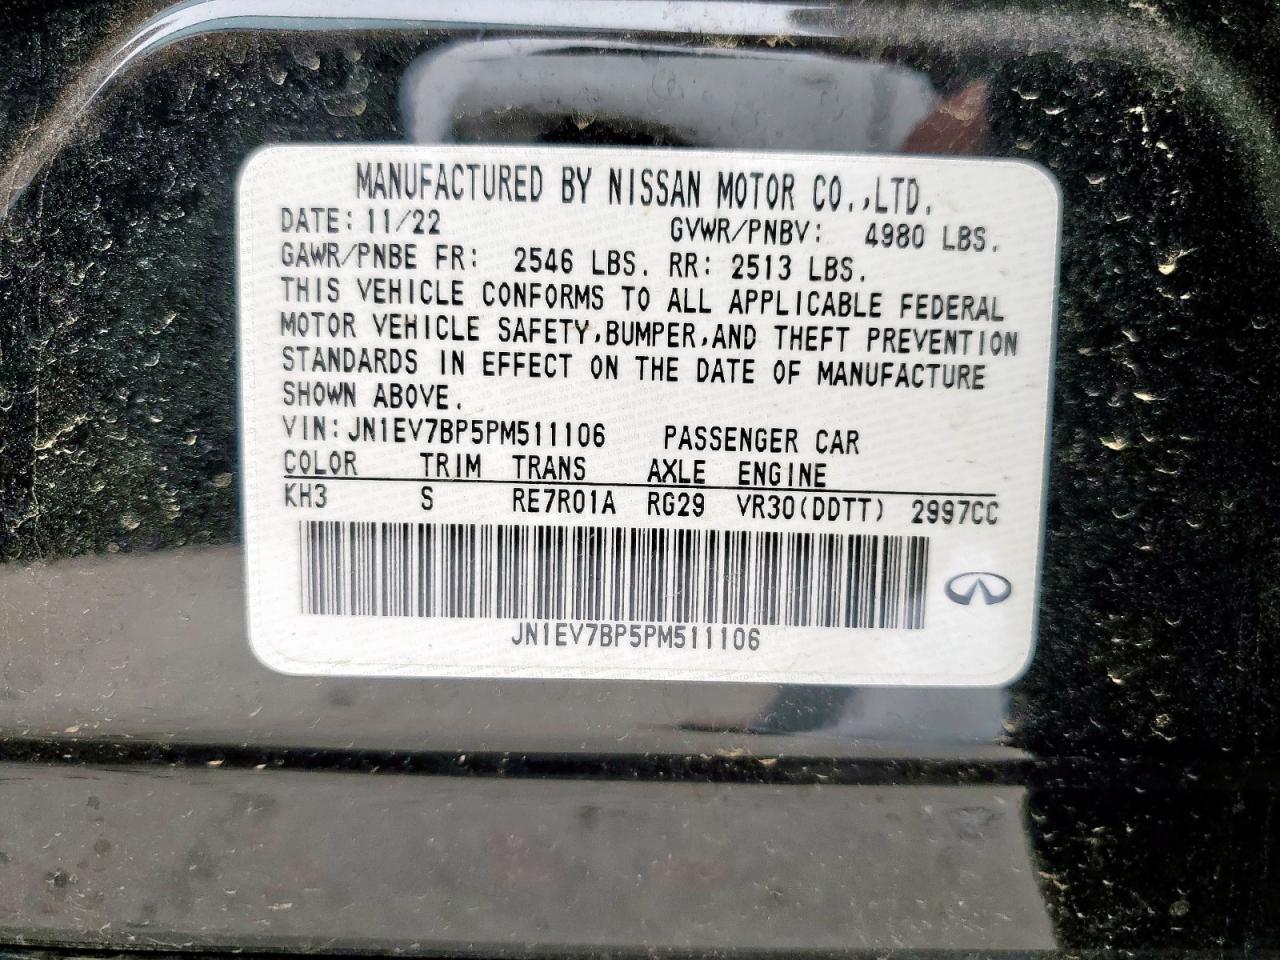 MANUFACTURED BY NISSAN MOTOR CO.,LTD.
DATE: 11/22 GVWR/PNBV: 4980 LBS.
GAWR/PNBE FR: 2546 LBS. RR: 2513 LBS.
THIS VEHICLE CONFORMS TO ALL APPLICABLE FEDERAL
MOTOR VEHICLE SAFETY,BUMPER,AND THEFT PREVENTION
STANDARDS IN EFFECT ON THE DATE OF MANUFACTURE
SHOWN ABOVE.
VIN: JN1EV7BP5PM511106 PASSENGER CAR
COLOR TRIM TRANS AXLE ENGINE
KH3 S RE7R01A RG29 VR30(DDTT) 2997CC
JN1EV7BP5PM511106